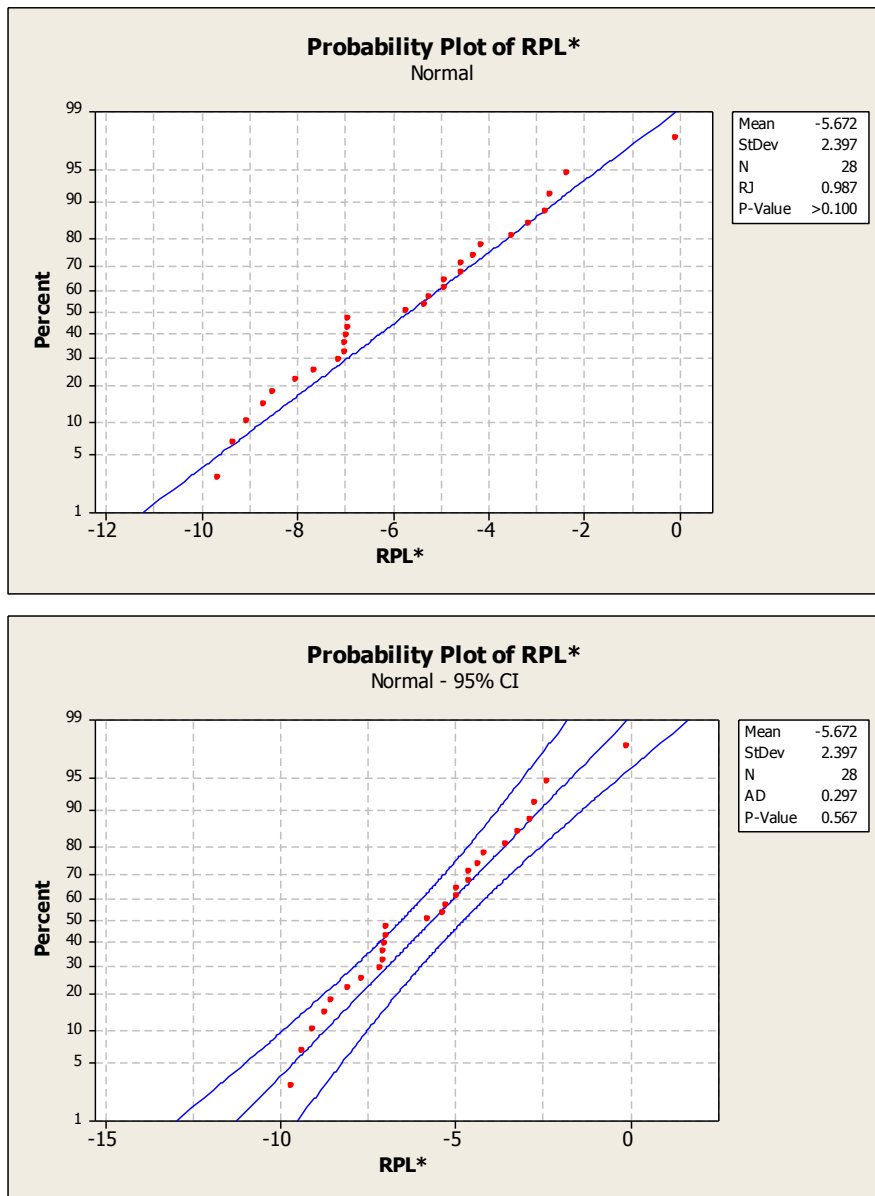 Probability Plot of RPL*
Normal
99
95
90
80
70
60
50
40
30
20
10
5
1
Percent
-12 -10 -8 -6 -4 -2 0
RPL*
Mean -5.672
StDev 2.397
N 28
RJ 0.987
P-Value >0.100
Probability Plot of RPL*
Normal - 95% CI
99
95
90
80
70
60
50
40
30
20
10
5
1
Percent
-15 -10 -5 0
RPL*
Mean -5.672
StDev 2.397
N 28
AD 0.297
P-Value 0.567